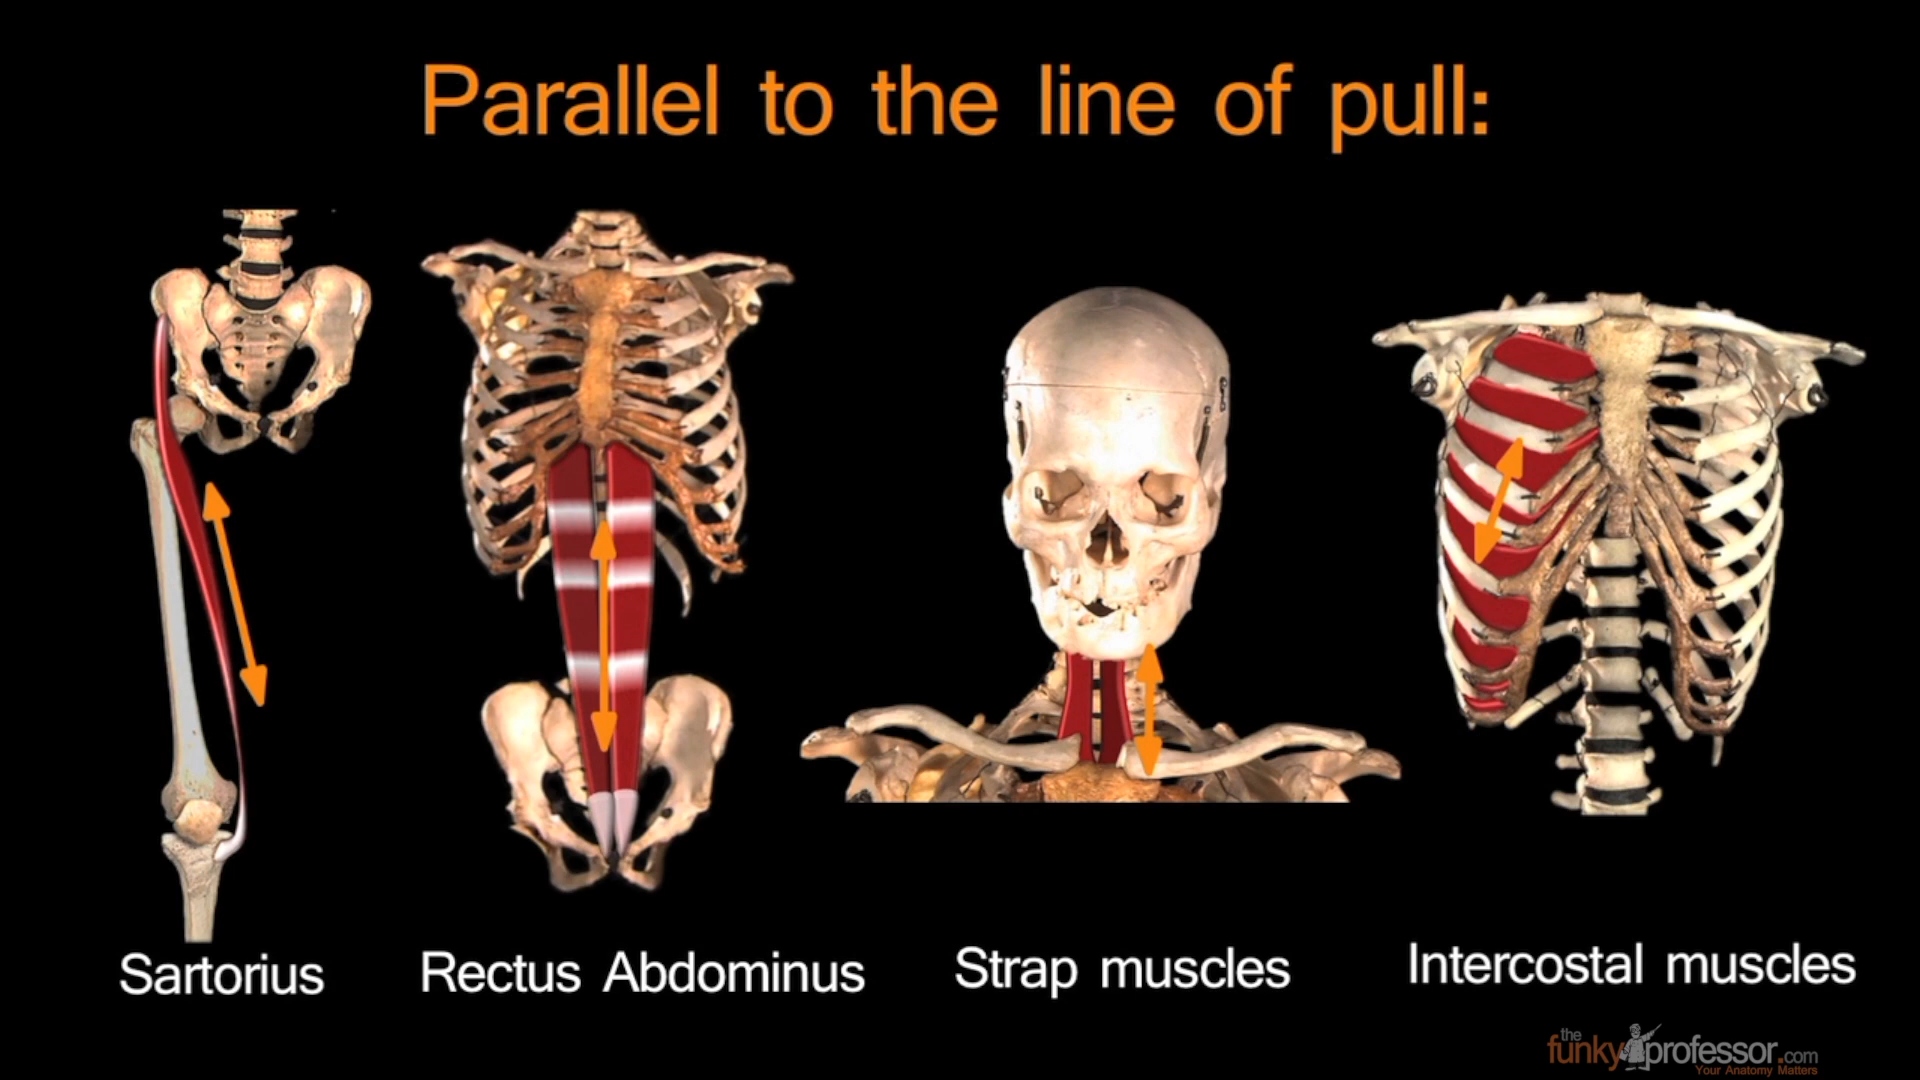 Parallel to the line of pull:
Sartorius
Rectus Abdominus
Strap muscles
Intercostal muscles
the
funky professor.com
Your Anatomy Matters